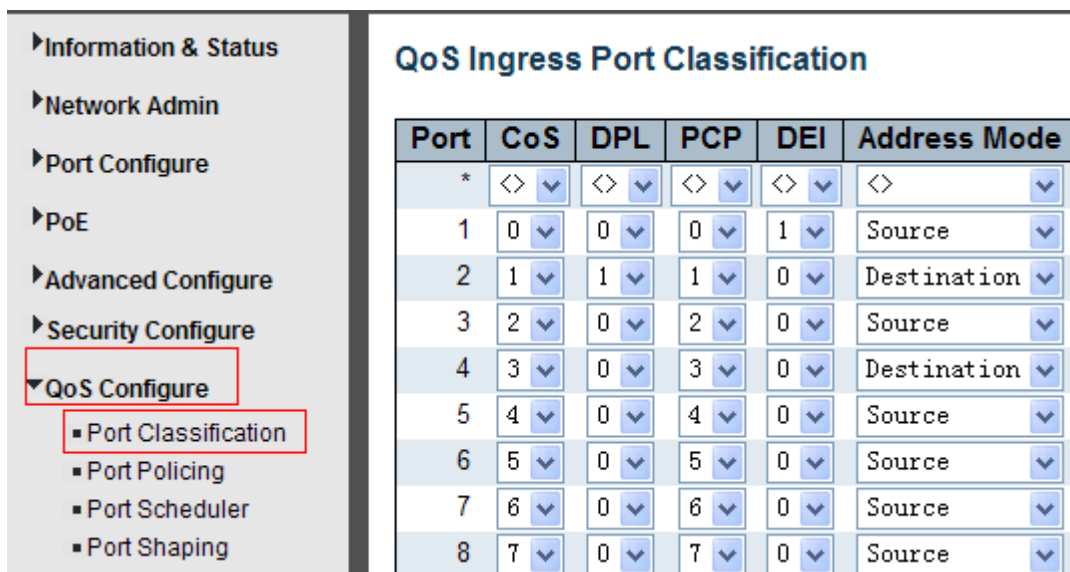 Information & Status
Network Admin
Port Configure
PoE
Advanced Configure
Security Configure
QoS Configure
Port Classification
Port Policing
Port Scheduler
Port Shaping
QoS Ingress Port Classification
Port CoS DPL PCP DEI Address Mode
* <> <> <> <> <>
1 0 0 0 1 Source
2 1 1 1 0 Destination
3 2 0 2 0 Source
4 3 0 3 0 Destination
5 4 0 4 0 Source
6 5 0 5 0 Source
7 6 0 6 0 Source
8 7 0 7 0 Source